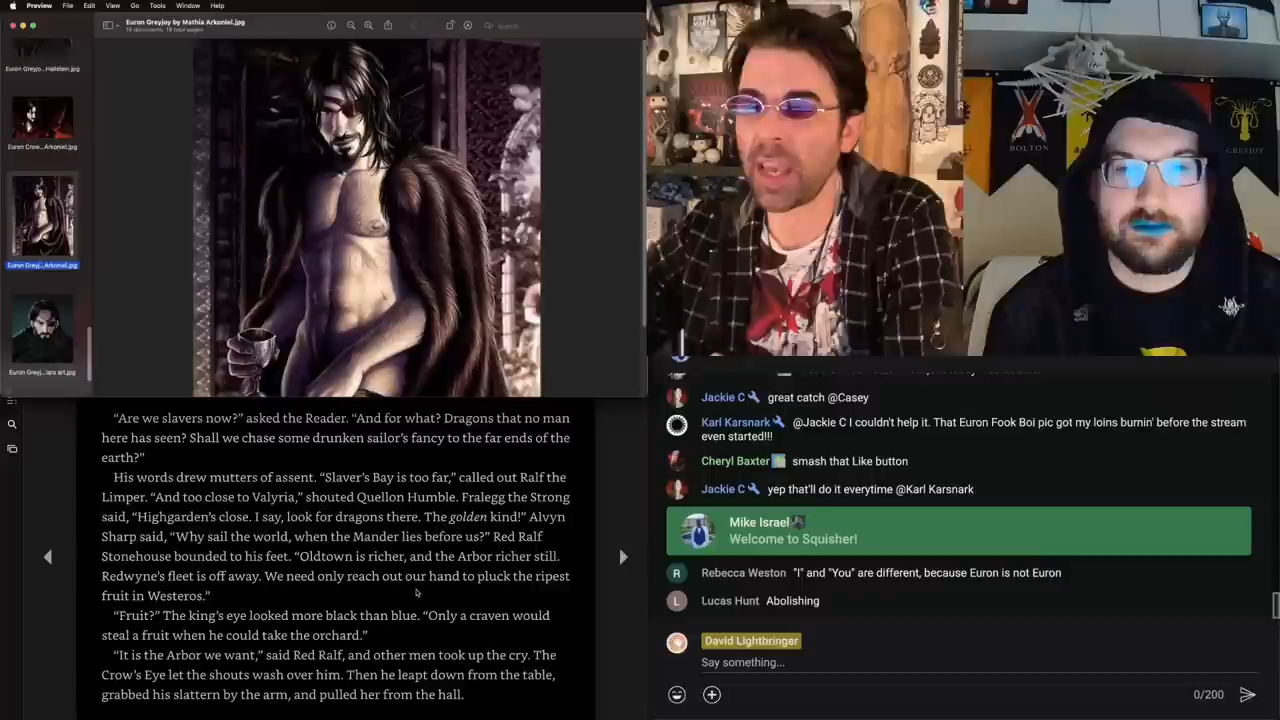 Preview File Edit View Go Tools Window Help
Euron Greyjoy by Mathia Arkoniel.jpg
Search
Euron Greyjo...Hailstein.jpg
Euron Crow...Arkoniel.jpg
Euron Greyj...Arkoniel.jpg
Euron Greyj...iara art.jpg
BOLTON
GREYJOY
“Are we slavers now?” asked the Reader. “And for what? Dragons that no man
here has seen? Shall we chase some drunken sailor’s fancy to the far ends of the
earth?”
His words drew mutters of assent. “Slaver’s Bay is too far,” called out Ralf the
Limper. “And too close to Valyria,” shouted Quellon Humble. Fralegg the Strong
said, “Highgarden’s close. I say, look for dragons there. The golden kind!” Alvyn
Sharp said, “Why sail the world, when the Mander lies before us?” Red Ralf
Stonehouse bounded to his feet. “Oldtown is richer, and the Arbor richer still.
Redwyne’s fleet is off away. We need only reach out our hand to pluck the ripest
fruit in Westeros.”
“Fruit?” The king’s eye looked more black than blue. “Only a craven would
steal a fruit when he could take the orchard.”
“It is the Arbor we want,” said Red Ralf, and other men took up the cry. The
Crow’s Eye let the shouts wash over him. Then he leapt down from the table,
grabbed his slattern by the arm, and pulled her from the hall.
Jackie C great catch @Casey
Karl Karsnark @Jackie C I couldn't help it. That Euron Fook Boi pic got my loins burnin' before the stream
even started!!!
Cheryl Baxter smash that Like button
Jackie C yep that'll do it everytime @Karl Karsnark
Mike Israel
Welcome to Squisher!
R Rebecca Weston "I" and "You" are different, because Euron is not Euron
L Lucas Hunt Abolishing
David Lightbringer
Say something...
0/200